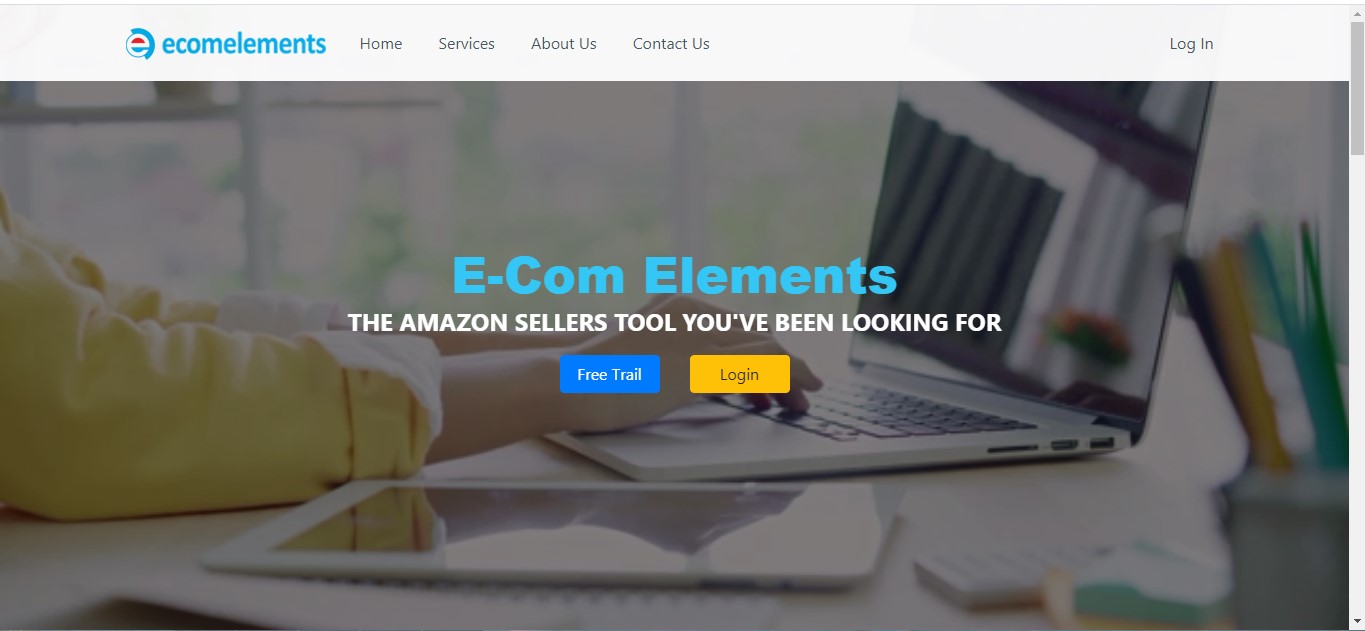 ecomelements Home Services About Us Contact Us Log In
E-Com Elements
THE AMAZON SELLERS TOOL YOU'VE BEEN LOOKING FOR
Free Trail Login